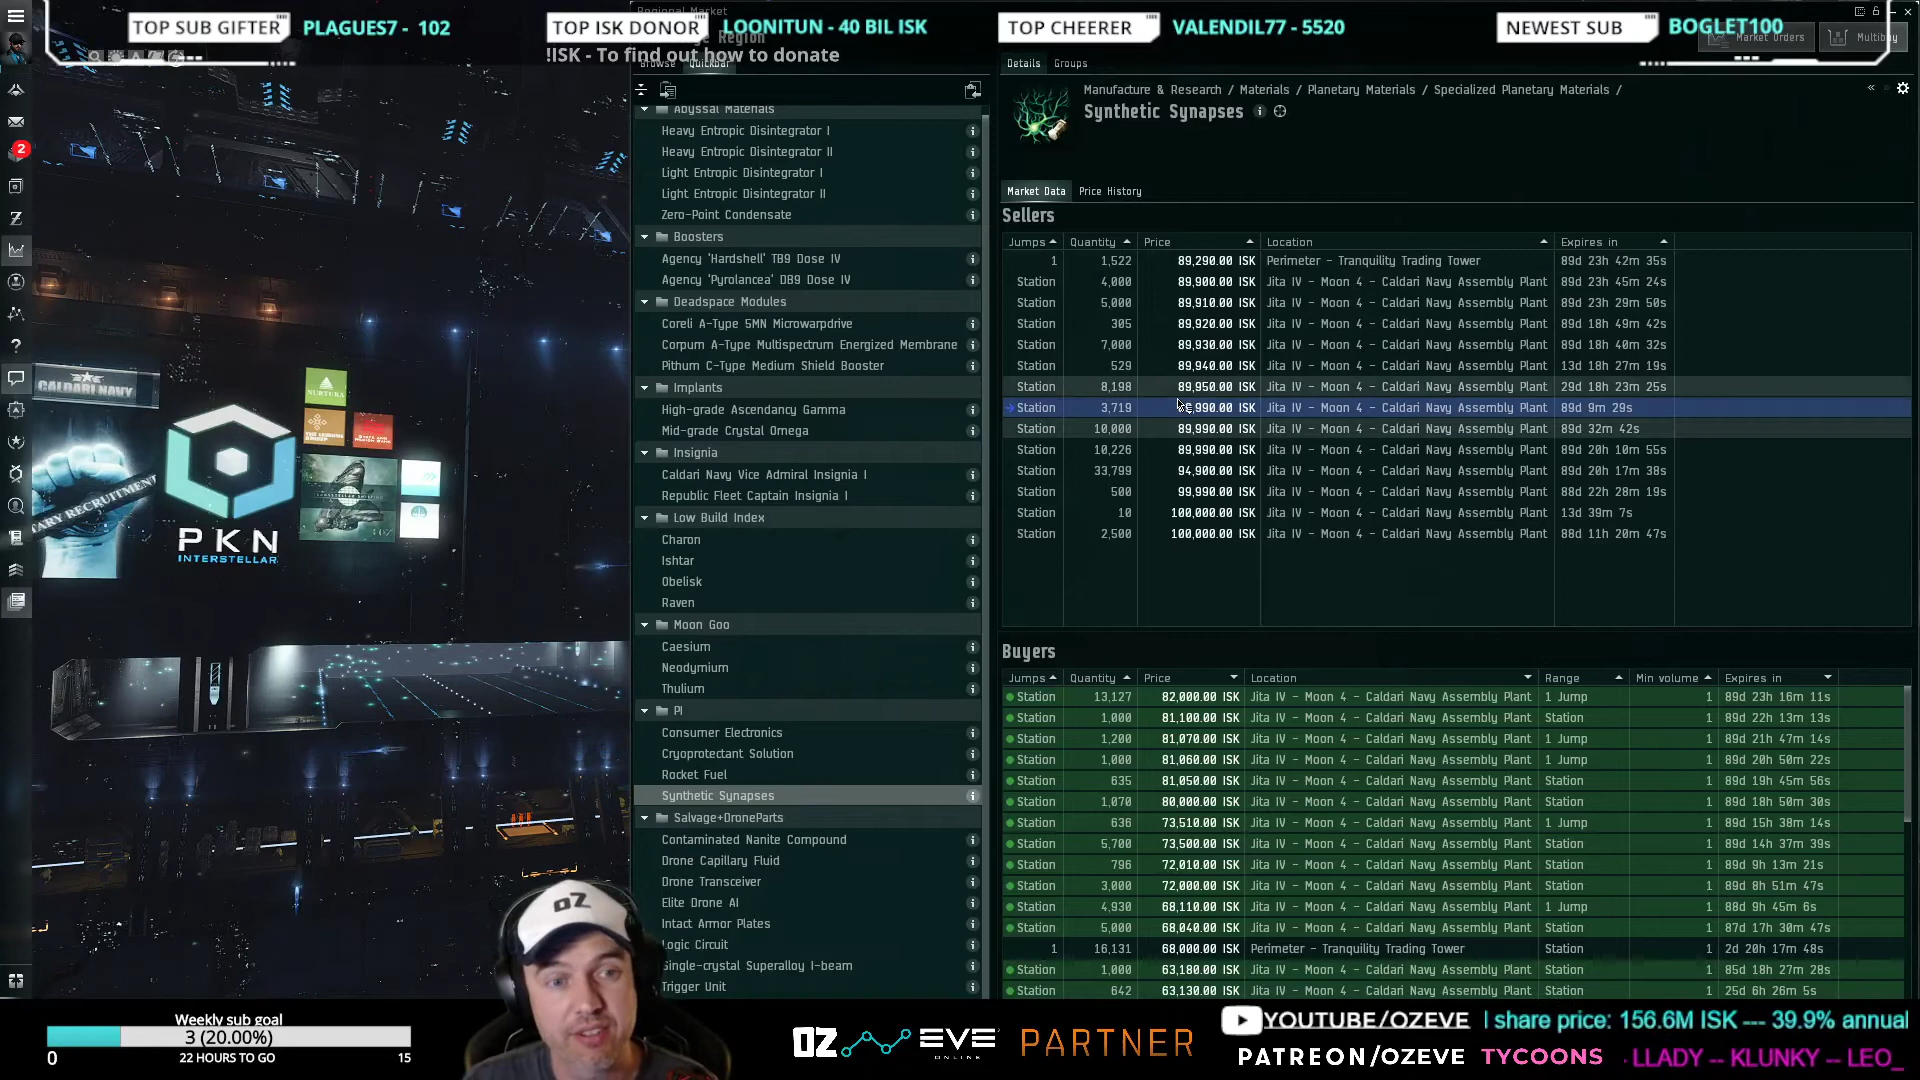 TOP SUB GIFTER PLAGUES7 - 102 TOP ISK DONOR LOONITUN - 40 BIL ISK TOP CHEERER VALENDIL77 - 5520 NEWEST SUB BOGLET100
Regional Market
!ISK - To find out how to donate
Market Orders
Browse Quickbar
Details Groups
Manufacture & Research / Materials / Planetary Materials / Specialized Planetary Materials /
Synthetic Synapses
Market Data Price History
Abyssal Materials
Heavy Entropic Disintegrator I
Heavy Entropic Disintegrator II
Light Entropic Disintegrator I
Light Entropic Disintegrator II
Zero-Point Condensate
Boosters
Agency 'Hardshell' TB9 Dose IV
Agency 'Pyrolancea' DB9 Dose IV
Deadspace Modules
Coreli A-Type 5MN Microwarpdrive
Corpum A-Type Multispectrum Energized Membrane
Pithum C-Type Medium Shield Booster
Implants
High-grade Ascendancy Gamma
Mid-grade Crystal Omega
Insignia
Caldari Navy Vice Admiral Insignia I
Republic Fleet Captain Insignia I
Low Build Index
Charon
Ishtar
Obelisk
Raven
Moon Goo
Caesium
Neodymium
Thulium
PI
Consumer Electronics
Cryoprotectant Solution
Rocket Fuel
Synthetic Synapses
Salvage+DroneParts
Contaminated Nanite Compound
Drone Capillary Fluid
Drone Transceiver
Elite Drone AI
Intact Armor Plates
Logic Circuit
Single-crystal Superalloy I-beam
Trigger Unit
Sellers
Jumps Quantity Price Location Expires in
1 1,522 89,290.00 ISK Perimeter - Tranquility Trading Tower 89d 23h 42m 35s
Station 4,000 89,900.00 ISK Jita IV - Moon 4 - Caldari Navy Assembly Plant 89d 23h 45m 24s
Station 5,000 89,910.00 ISK Jita IV - Moon 4 - Caldari Navy Assembly Plant 89d 23h 29m 50s
Station 305 89,920.00 ISK Jita IV - Moon 4 - Caldari Navy Assembly Plant 89d 18h 49m 42s
Station 7,000 89,930.00 ISK Jita IV - Moon 4 - Caldari Navy Assembly Plant 89d 18h 40m 32s
Station 529 89,940.00 ISK Jita IV - Moon 4 - Caldari Navy Assembly Plant 13d 18h 27m 19s
Station 8,198 89,950.00 ISK Jita IV - Moon 4 - Caldari Navy Assembly Plant 29d 18h 23m 25s
Station 3,719 990.00 ISK Jita IV - Moon 4 - Caldari Navy Assembly Plant 89d 9m 29s
Station 10,000 89,990.00 ISK Jita IV - Moon 4 - Caldari Navy Assembly Plant 89d 32m 42s
Station 10,226 89,990.00 ISK Jita IV - Moon 4 - Caldari Navy Assembly Plant 89d 20h 10m 55s
Station 33,799 94,900.00 ISK Jita IV - Moon 4 - Caldari Navy Assembly Plant 89d 20h 17m 38s
Station 500 99,990.00 ISK Jita IV - Moon 4 - Caldari Navy Assembly Plant 88d 22h 28m 19s
Station 10 100,000.00 ISK Jita IV - Moon 4 - Caldari Navy Assembly Plant 13d 39m 7s
Station 2,500 100,000.00 ISK Jita IV - Moon 4 - Caldari Navy Assembly Plant 88d 11h 20m 47s
Buyers
Jumps Quantity Price Location Range Min volume Expires in
Station 13,127 82,000.00 ISK Jita IV - Moon 4 - Caldari Navy Assembly Plant 1 Jump 1 89d 23h 16m 11s
Station 1,000 81,100.00 ISK Jita IV - Moon 4 - Caldari Navy Assembly Plant Station 1 89d 22h 13m 13s
Station 1,200 81,070.00 ISK Jita IV - Moon 4 - Caldari Navy Assembly Plant 1 Jump 1 89d 21h 47m 14s
Station 1,000 81,060.00 ISK Jita IV - Moon 4 - Caldari Navy Assembly Plant 1 Jump 1 89d 20h 50m 22s
Station 635 81,050.00 ISK Jita IV - Moon 4 - Caldari Navy Assembly Plant Station 1 89d 19h 45m 56s
Station 1,070 80,000.00 ISK Jita IV - Moon 4 - Caldari Navy Assembly Plant Station 1 89d 18h 50m 30s
Station 636 73,510.00 ISK Jita IV - Moon 4 - Caldari Navy Assembly Plant 1 Jump 1 89d 15h 38m 14s
Station 5,700 73,500.00 ISK Jita IV - Moon 4 - Caldari Navy Assembly Plant Station 1 89d 14h 37m 39s
Station 796 72,010.00 ISK Jita IV - Moon 4 - Caldari Navy Assembly Plant Station 1 89d 9h 13m 21s
Station 3,000 72,000.00 ISK Jita IV - Moon 4 - Caldari Navy Assembly Plant Station 1 89d 8h 51m 47s
Station 4,930 68,110.00 ISK Jita IV - Moon 4 - Caldari Navy Assembly Plant 1 Jump 1 88d 9h 45m 6s
Station 5,000 68,040.00 ISK Jita IV - Moon 4 - Caldari Navy Assembly Plant Station 1 87d 17h 30m 47s
1 16,131 68,000.00 ISK Perimeter - Tranquility Trading Tower Station 1 2d 20h 17m 48s
Station 1,000 63,180.00 ISK Jita IV - Moon 4 - Caldari Navy Assembly Plant Station 1 85d 18h 27m 28s
Station 642 63,130.00 ISK Jita IV - Moon 4 - Caldari Navy Assembly Plant Station 1 25d 6h 26m 5s
2
CALDARI NAVY
NURTURA
PKN
INTERSTELLAR
OZ
Weekly sub goal
3 (20.00%)
0 22 HOURS TO GO 15
OZ EVE ONLINE PARTNER
YOUTUBE/OZEVE I share price: 156.6M ISK --- 39.9% annual
PATREON/OZEVE TYCOONS LLADY -- KLUNKY -- LEO_